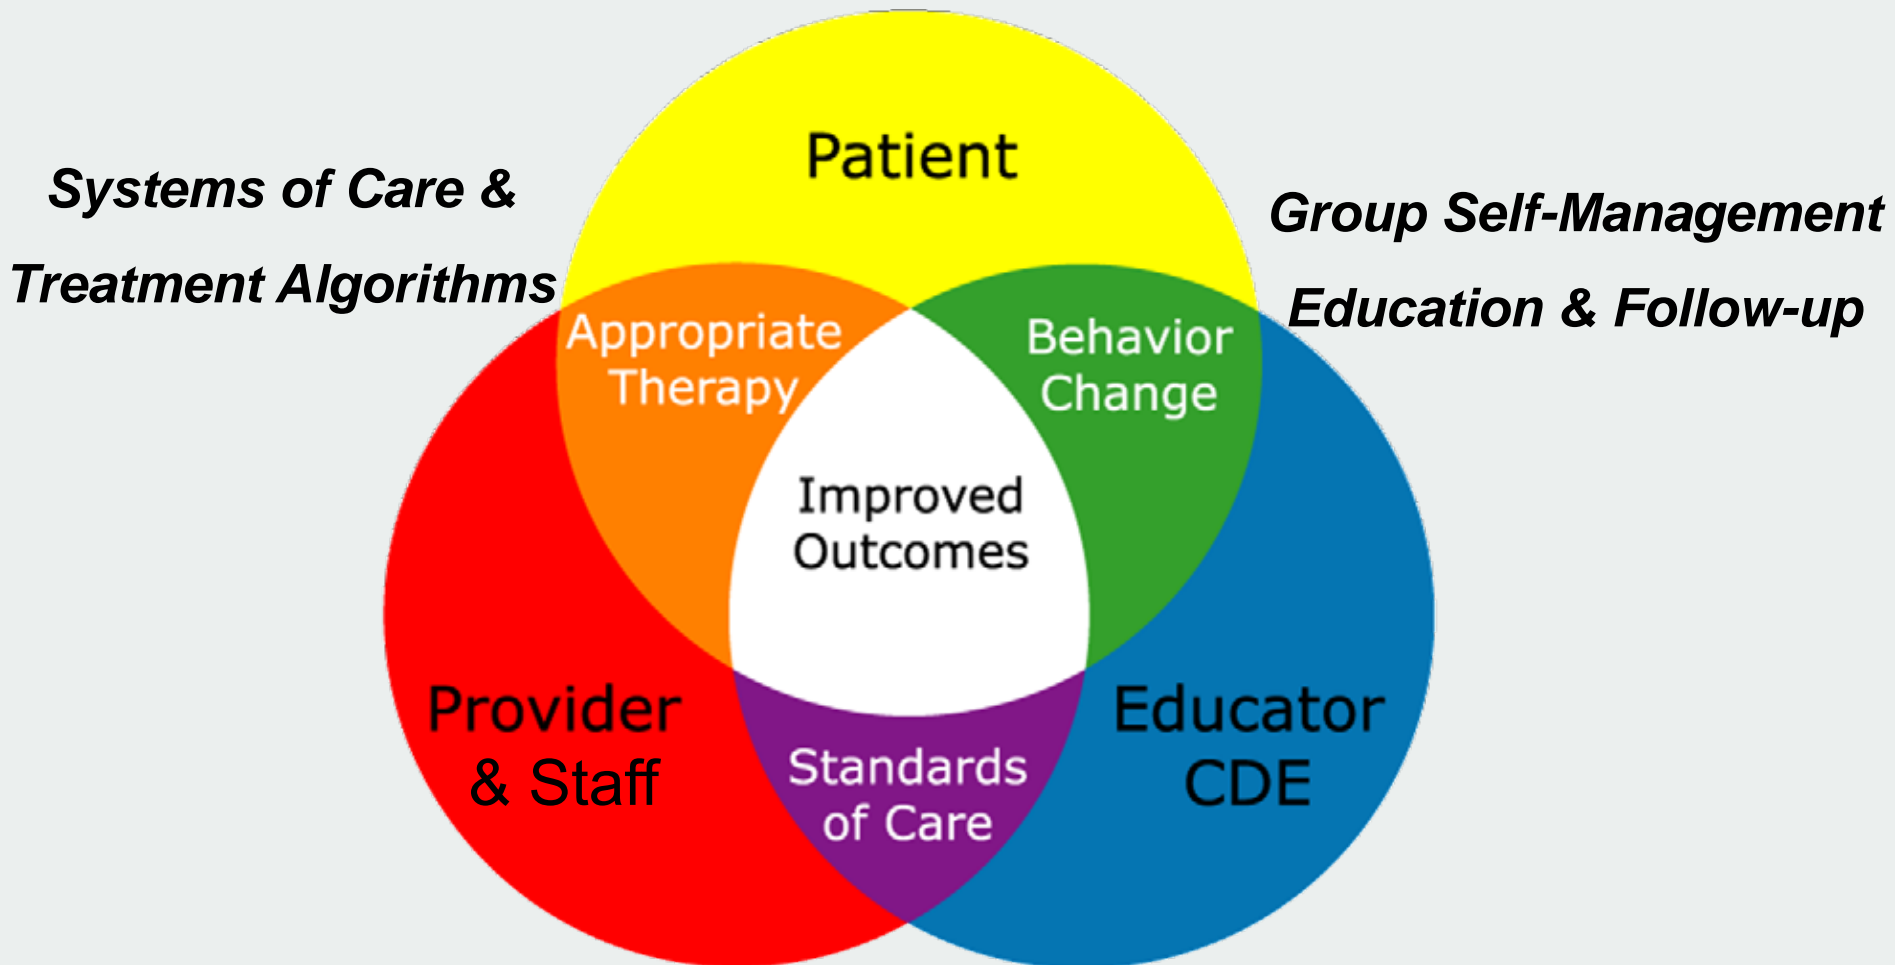 Patient
Systems of Care &
Treatment Algorithms
Group Self-Management
Education & Follow-up
Appropriate
Therapy
Behavior
Change
Improved
Outcomes
Provider
& Staff
Educator
CDE
Standards
of Care